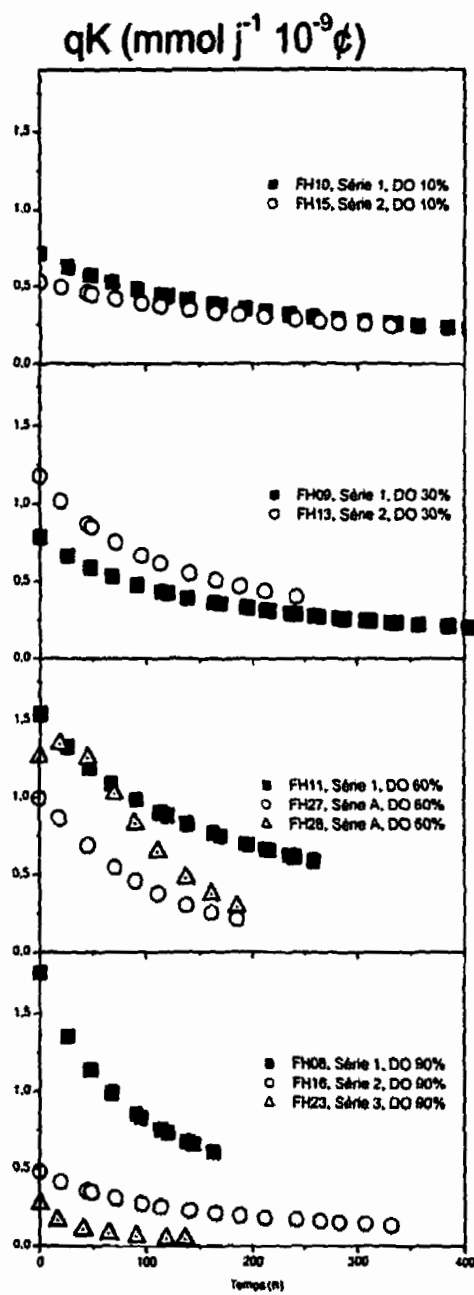 qK (mmol j⁻¹ 10⁻⁹¢)
1,5
1,0
0,5
0,0
FH10, Série 1, DO 10%
FH15, Série 2, DO 10%
1,5
1,0
0,5
0,0
FH09, Série 1, DO 30%
FH13, Série 2, DO 30%
1,5
1,0
0,5
0,0
FH11, Série 1, DO 60%
FH27, Série A, DO 60%
FH28, Série A, DO 60%
1,5
1,0
0,5
0,0
FH08, Série 1, DO 90%
FH16, Série 2, DO 90%
FH23, Série 3, DO 90%
0 100 200 300 400
Temps (h)